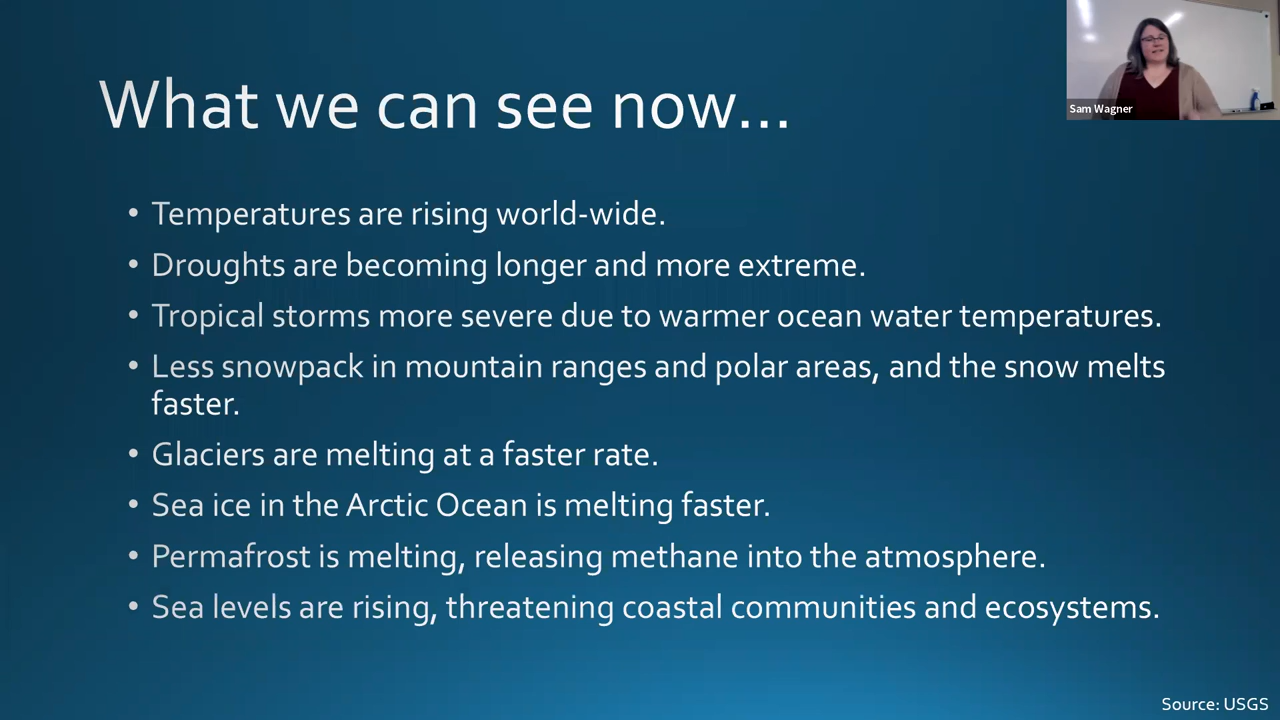 What we can see now...
• Temperatures are rising world-wide.
• Droughts are becoming longer and more extreme.
• Tropical storms more severe due to warmer ocean water temperatures.
• Less snowpack in mountain ranges and polar areas, and the snow melts
faster.
• Glaciers are melting at a faster rate.
• Sea ice in the Arctic Ocean is melting faster.
• Permafrost is melting, releasing methane into the atmosphere.
• Sea levels are rising, threatening coastal communities and ecosystems.
Source: USGS
Sam Wagner